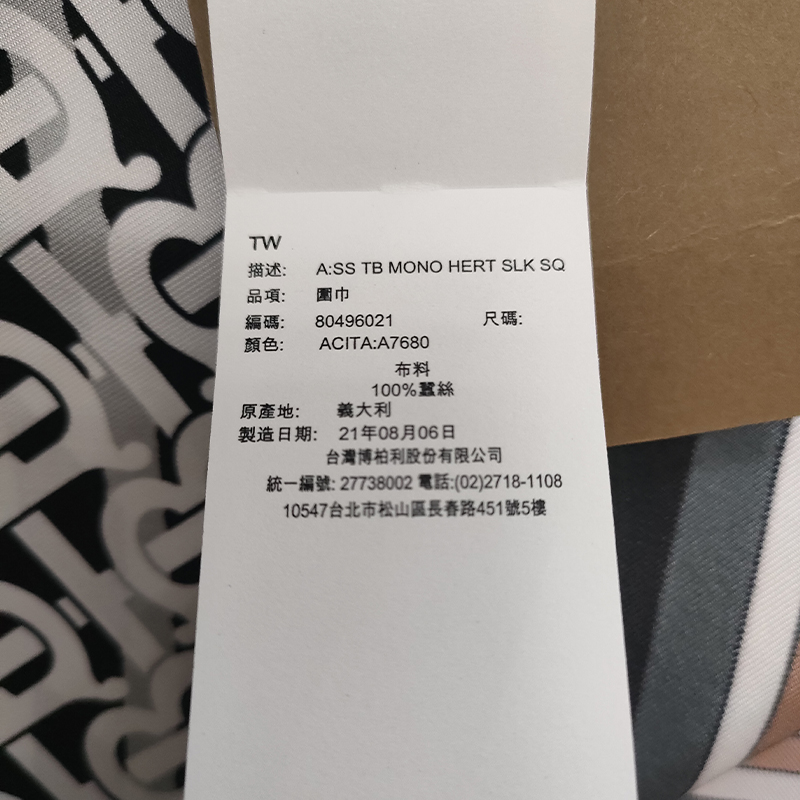 TW
描述: A:SS TB MONO HERT SLK SQ
品項: 圍巾
編碼: 80496021 尺碼:
顏色: ACITA:A7680
布料
100%蠶絲
原產地: 義大利
製造日期: 21年08月06日
台灣博柏利股份有限公司
統一編號: 27738002 電話:(02)2718-1108
10547台北市松山區長春路451號5樓